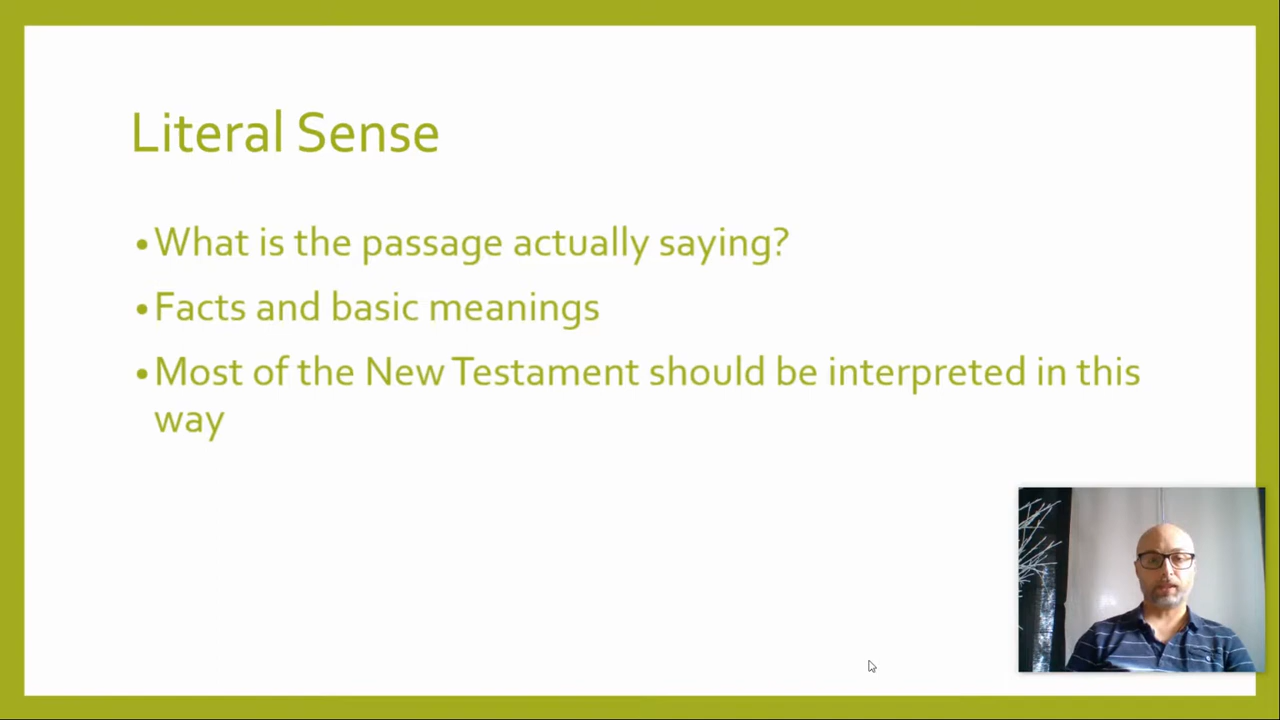 Literal Sense
•What is the passage actually saying?
•Facts and basic meanings
•Most of the New Testament should be interpreted in this
way